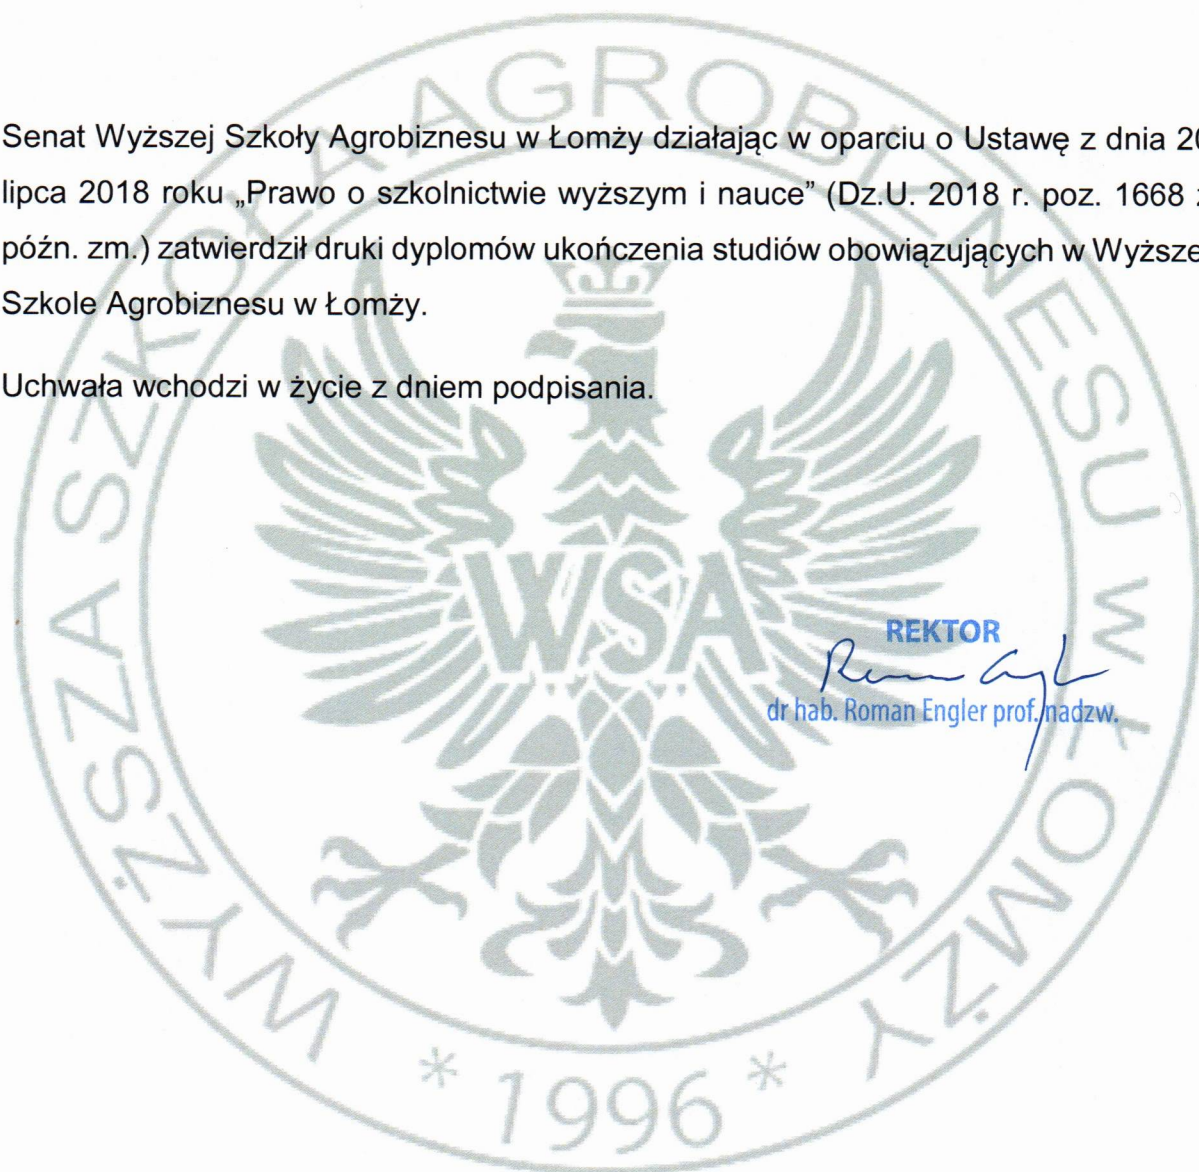 Senat Wyższej Szkoły Agrobiznesu w Łomży działając w oparciu o Ustawę z dnia 20
lipca 2018 roku „Prawo o szkolnictwie wyższym i nauce” (Dz.U. 2018 r. poz. 1668 z
późn. zm.) zatwierdził druki dyplomów ukończenia studiów obowiązujących w Wyższe
Szkole Agrobiznesu w Łomży.
Uchwała wchodzi w życie z dniem podpisania.
WYŻSZA SZKOŁA AGROBIZNESU W ŁOMŻY
WSA
REKTOR
dr hab. Roman Engler prof. nadzw.
* 1996 *